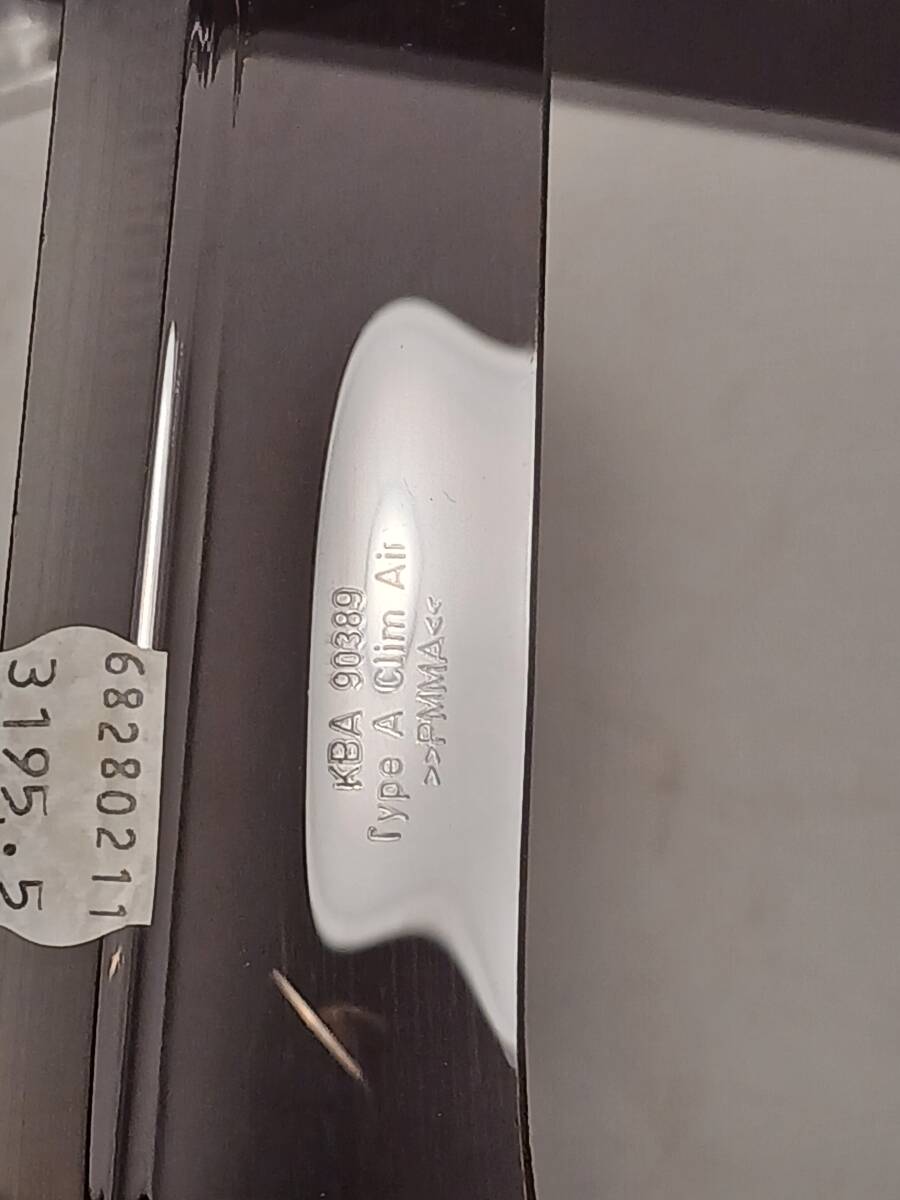 KBA 90389
Type A Clim Air
>>PMMA<<
68280211
3195.5